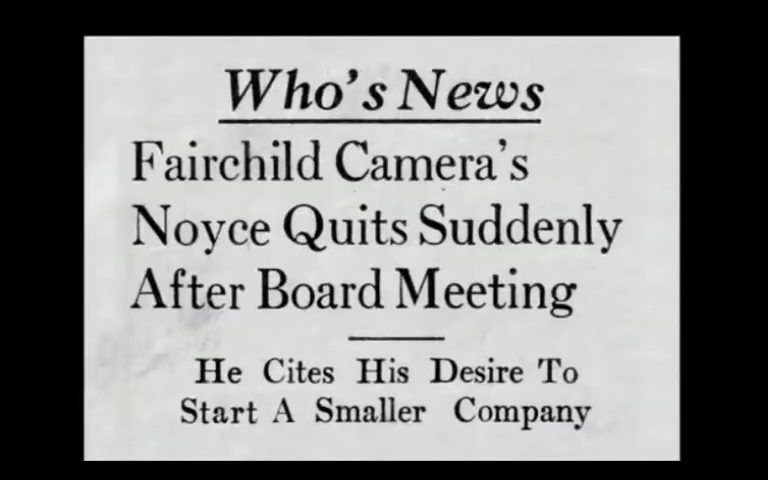 Who's News
Fairchild Camera's
Noyce Quits Suddenly
After Board Meeting
He Cites His Desire To
Start A Smaller Company